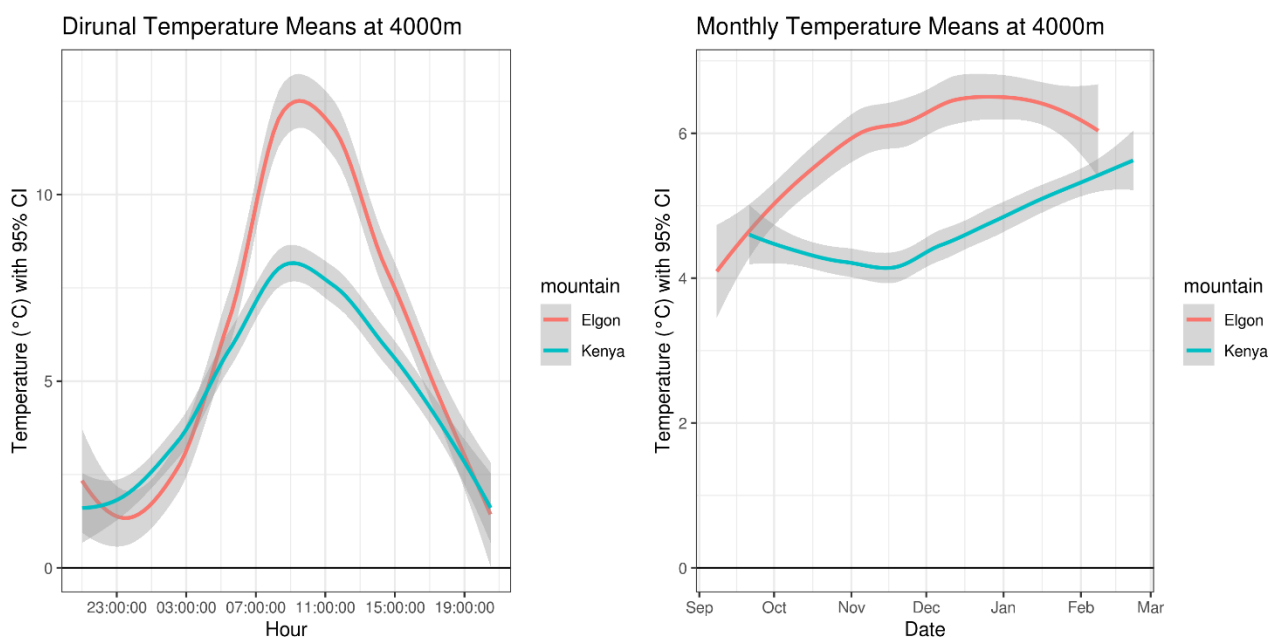 Dirunal Temperature Means at 4000m
Temperature (°C) with 95% CI
10
5
0
23:00:00 03:00:00 07:00:00 11:00:00 15:00:00 19:00:00
Hour
mountain
Elgon
Kenya
Monthly Temperature Means at 4000m
Temperature (°C) with 95% CI
6
4
2
0
Sep Oct Nov Dec Jan Feb Mar
Date
mountain
Elgon
Kenya